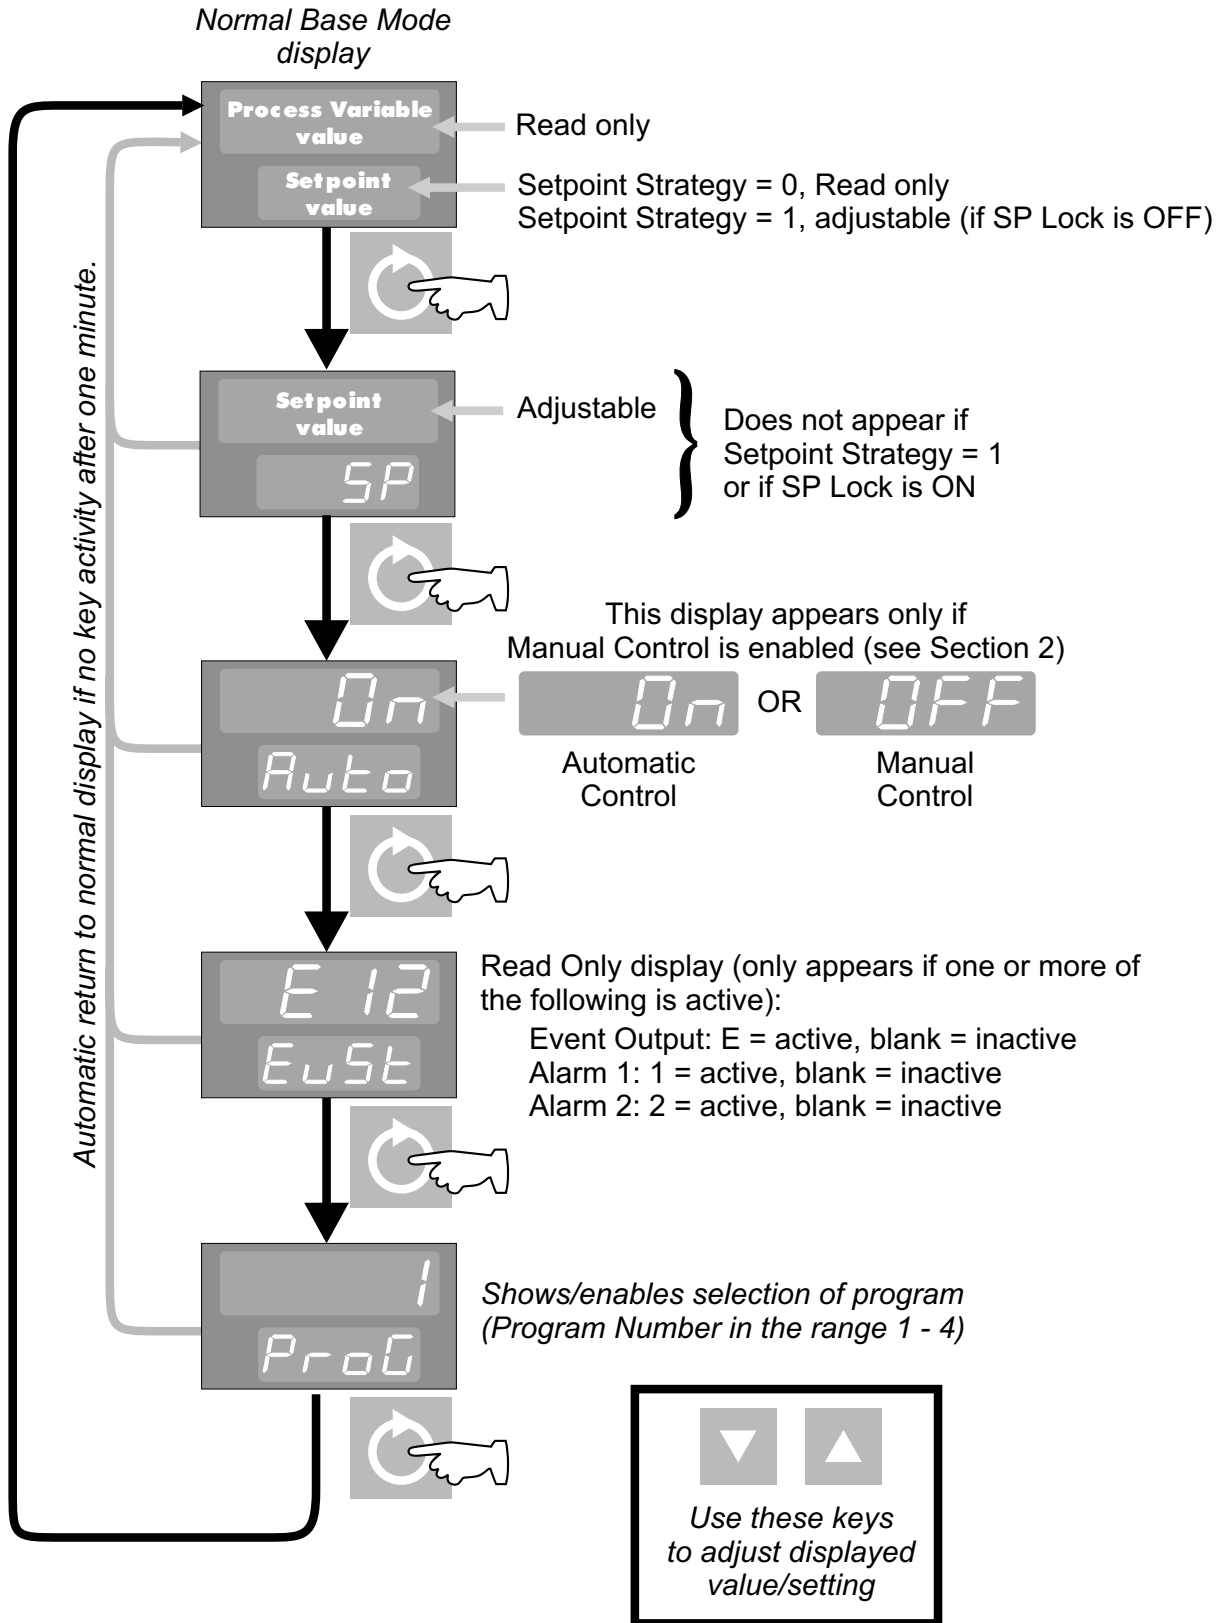 Normal Base Mode
display
Process Variable
value
Read only
Setpoint
value
Setpoint Strategy = 0, Read only
Setpoint Strategy = 1, adjustable (if SP Lock is OFF)
Automatic return to normal display if no key activity after one minute.
Setpoint
value
SP
Adjustable
Does not appear if
Setpoint Strategy = 1
or if SP Lock is ON
This display appears only if
Manual Control is enabled (see Section 2)
On
Auto
On OR OFF
Automatic
Control
Manual
Control
E12
EvSt
Read Only display (only appears if one or more of
the following is active):
Event Output: E = active, blank = inactive
Alarm 1: 1 = active, blank = inactive
Alarm 2: 2 = active, blank = inactive
1
ProG
Shows/enables selection of program
(Program Number in the range 1 - 4)
Use these keys
to adjust displayed
value/setting